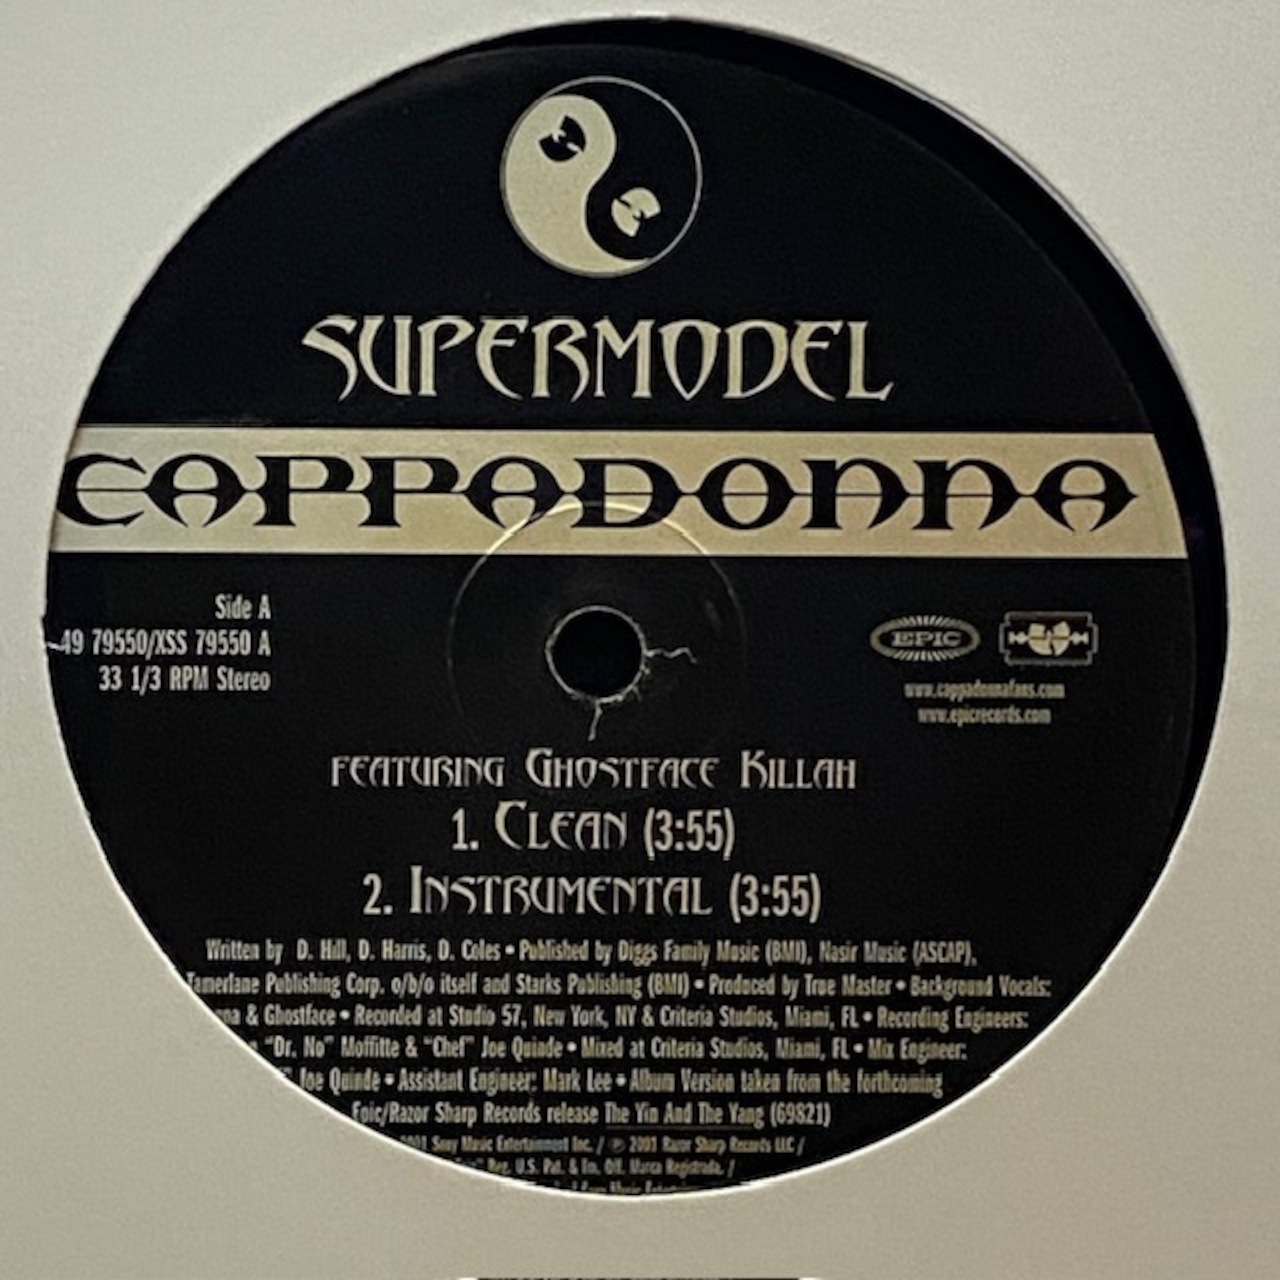 SUPERMODEL
CAPPADONNA
Side A
49 79550/XSS 79550 A
33 1/3 RPM Stereo
EPIC
www.cappadonnafans.com
www.epicrecords.com
FEATURING GHOSTFACE KILLAH
1. CLEAN (3:55)
2. INSTRUMENTAL (3:55)
Written by D. Hill, D. Harris, D. Coles • Published by Diggs Family Music (BMI), Nasir Music (ASCAP),
Tamerlane Publishing Corp. o/b/o itself and Starks Publishing (BMI) • Produced by True Master • Background Vocals:
& Ghostface • Recorded at Studio 57, New York, NY & Criteria Studios, Miami, FL • Recording Engineers:
"Dr. No" Moffitte & "Chef" Joe Quinde • Mixed at Criteria Studios, Miami, FL • Mix Engineer:
Joe Quinde • Assistant Engineer: Mark Lee • Album Version taken from the forthcoming
Epic/Razor Sharp Records release The Yin And The Yang (69821)
2001 Sony Music Entertainment Inc. / ℗ 2001 Razor Sharp Records LLC /
Reg. U.S. Pat. & Tm. Off. Marca Registrada. /